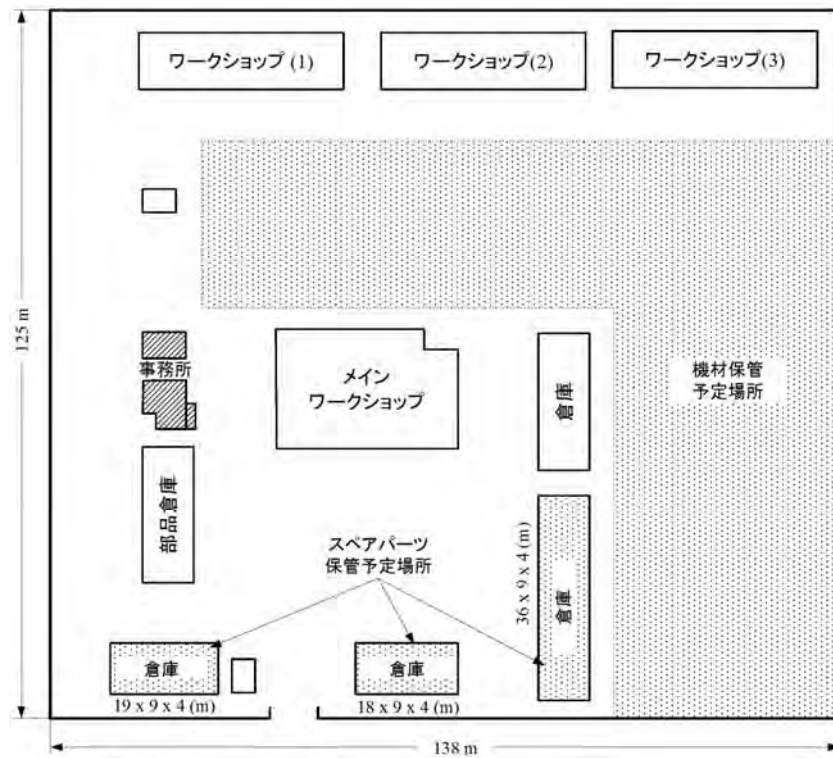 ワークショップ (1)
ワークショップ(2)
ワークショップ(3)
125 m
事務所
メイン
ワークショップ
倉庫
機材保管
予定場所
部品倉庫
スペアパーツ
保管予定場所
36 x 9 x 4 (m)
倉庫
倉庫
倉庫
19 x 9 x 4 (m)
18 x 9 x 4 (m)
138 m